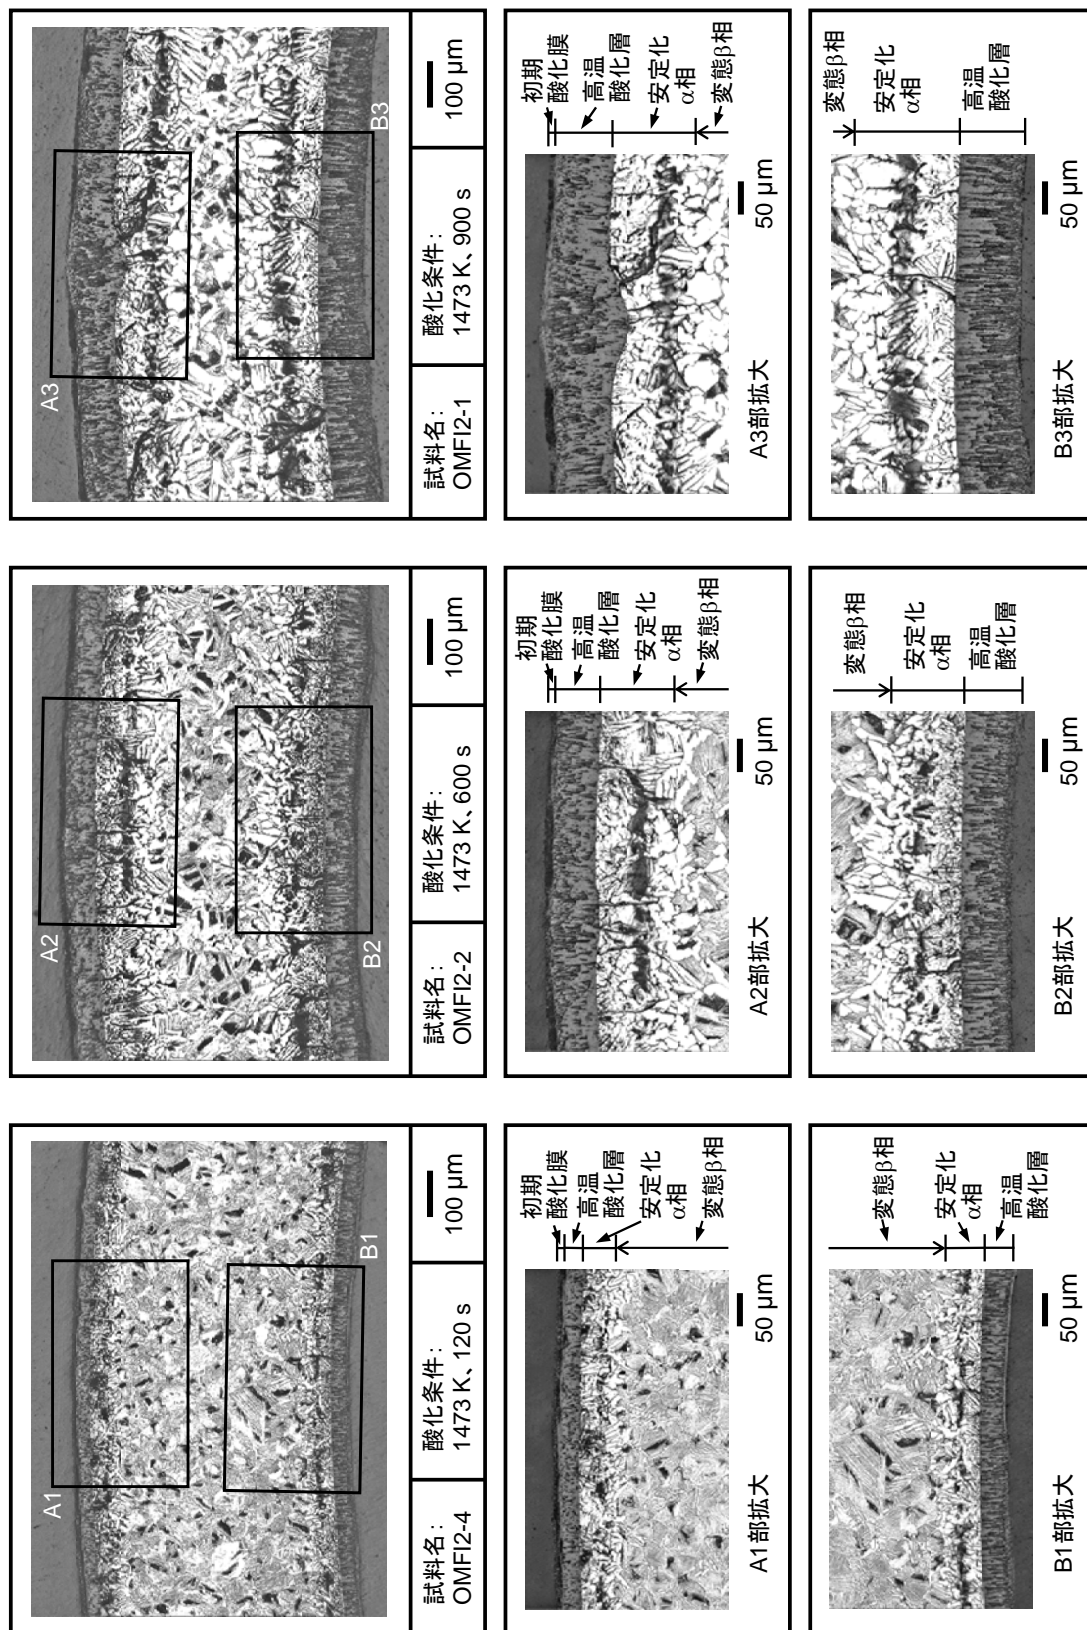 A1
B1
試料名:
OMFI2-4
酸化条件:
1473 K、120 s
100 μm
初期
酸化膜
高温
酸化層
安定化
α相
変態β相
50 μm
A1部拡大
変態β相
安定化
α相
高温
酸化層
50 μm
B1部拡大
A2
B2
試料名:
OMFI2-2
酸化条件:
1473 K、600 s
100 μm
初期
酸化膜
高温
酸化層
安定化
α相
変態β相
50 μm
A2部拡大
変態β相
安定化
α相
高温
酸化層
50 μm
B2部拡大
A3
B3
試料名:
OMFI2-1
酸化条件:
1473 K、900 s
100 μm
初期
酸化膜
高温
酸化層
安定化
α相
変態β相
50 μm
A3部拡大
変態β相
安定化
α相
高温
酸化層
50 μm
B3部拡大